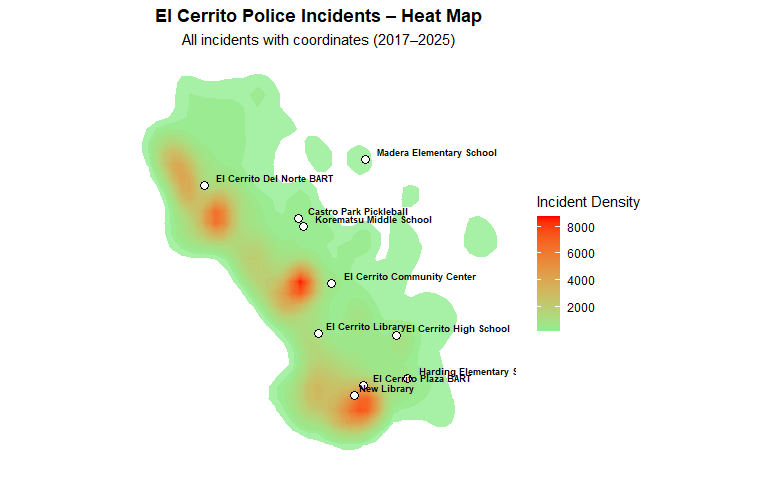 El Cerrito Police Incidents – Heat Map
All incidents with coordinates (2017–2025)
Madera Elementary School
El Cerrito Del Norte BART
Castro Park Pickleball
Korematsu Middle School
El Cerrito Community Center
El Cerrito Library
El Cerrito High School
Harding Elementary S
El Cerrito Plaza BART
New Library
Incident Density
8000
6000
4000
2000